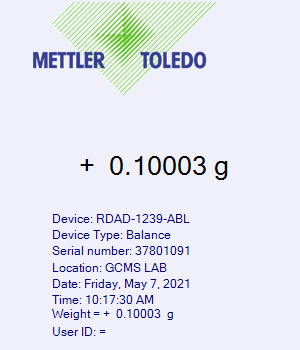 METTLER TOLEDO
+ 0.10003 g
Device: RDAD-1239-ABL
Device Type: Balance
Serial number: 37801091
Location: GCMS LAB
Date: Friday, May 7, 2021
Time: 10:17:30 AM
Weight = + 0.10003 g
User ID: =